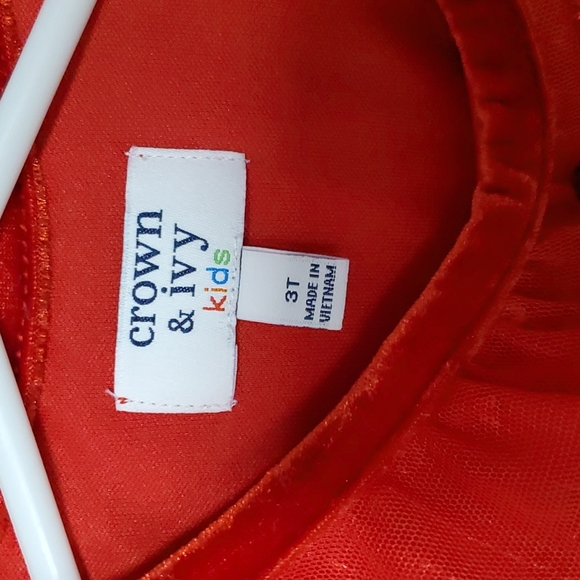 crown
& ivy
kids
3T
MADE IN
VIETNAM